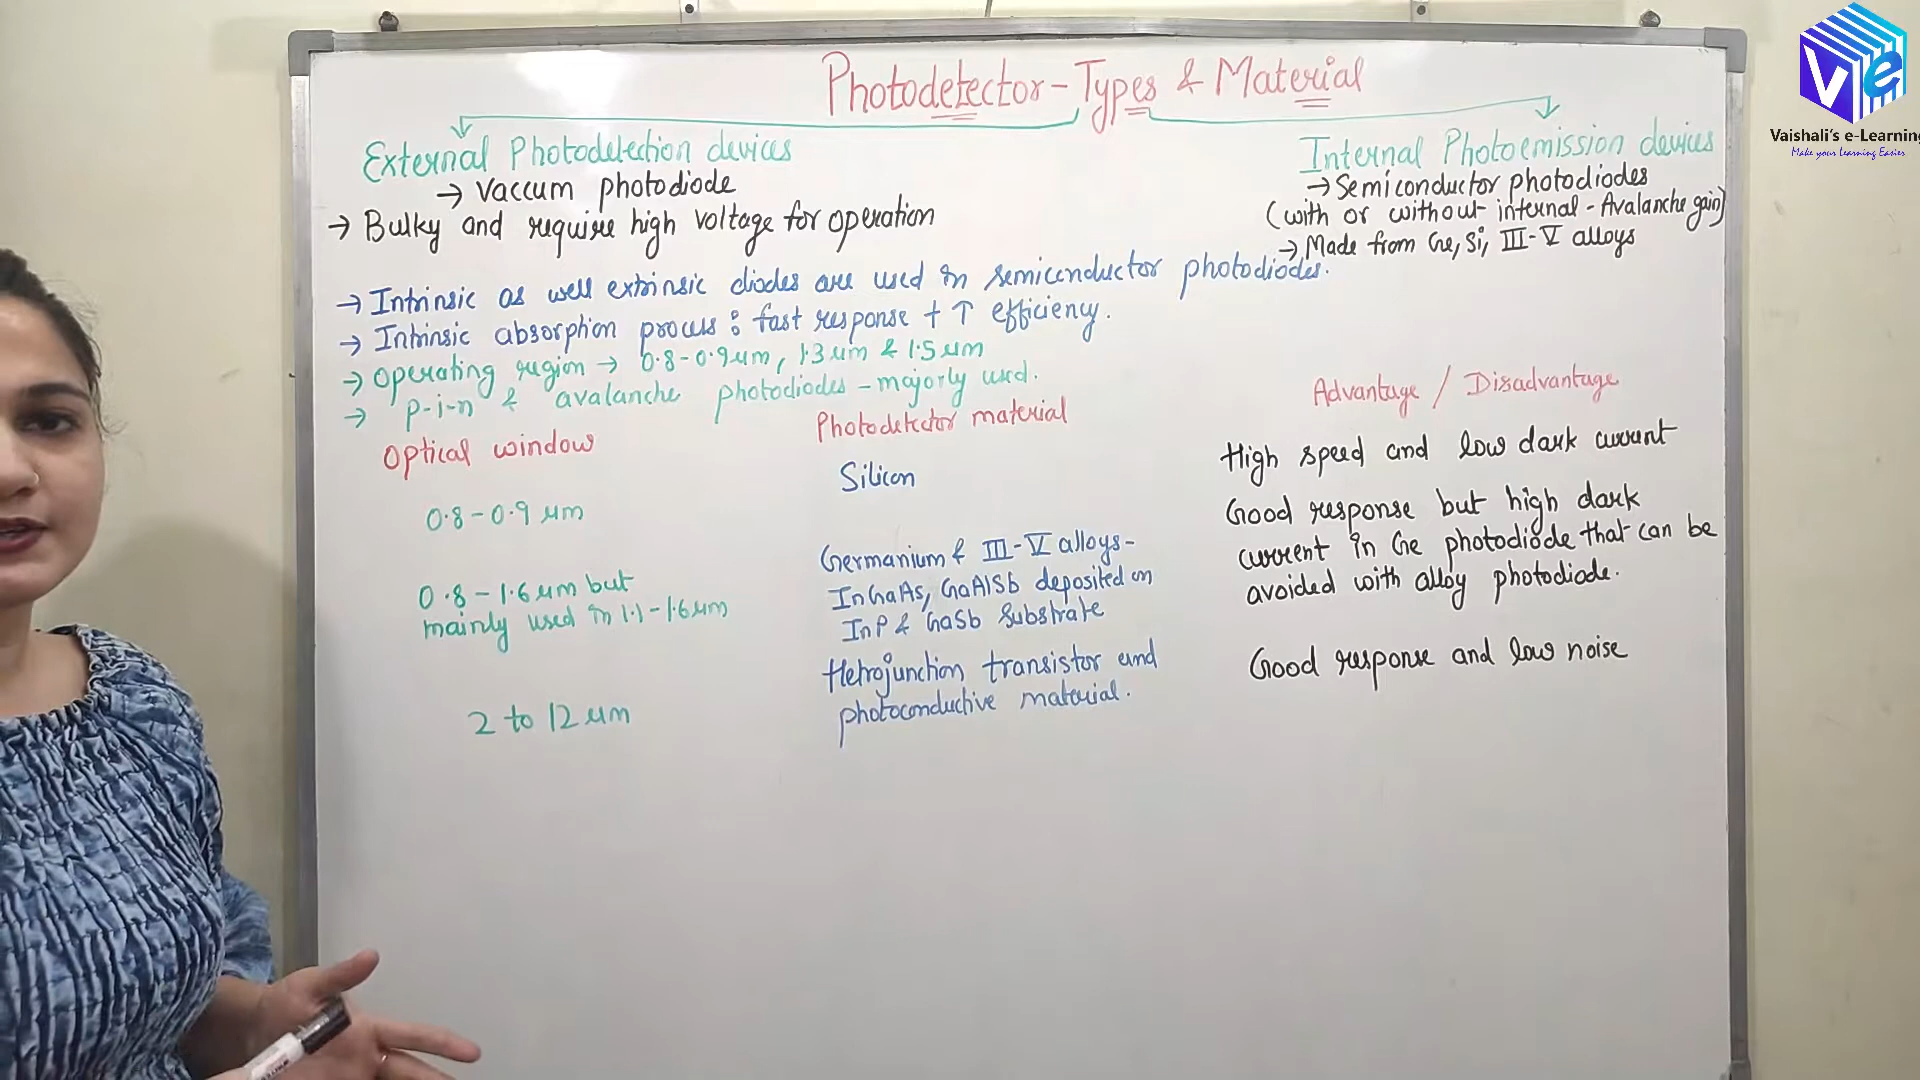 Photodetector - Types & Material
External Photodetection devices
→ Vaccum photodiode
→ Bulky and require high voltage for operation
Internal Photoemission devices
→ Semiconductor photodiodes
(with or without internal - Avalanche gain)
→ Made from Ge, Si, III-V alloys
→ Intrinsic as well extrinsic diodes are used in semiconductor photodiodes.
→ Intrinsic absorption process : fast response + ↑ efficiency.
→ Operating region → 0.8-0.9 μm, 1.3 μm & 1.5 μm
→ p-i-n & avalanche photodiodes - majorly used.
Optical window
Photodetector material
Advantage / Disadvantage
0.8-0.9 μm
Silicon
High speed and low dark current
0.8-1.6 μm but
mainly used in 1.1-1.6 μm
Germanium & III-V alloys-
InGaAs, GaAlSb deposited on
InP & GaSb Substrate
Good response but high dark
current in Ge photodiode that can be
avoided with alloy photodiode.
2 to 12 μm
Hetrojunction transistor and
photoconductive material.
Good response and low noise
Vaishali's e-Learning
Make your Learning Easier